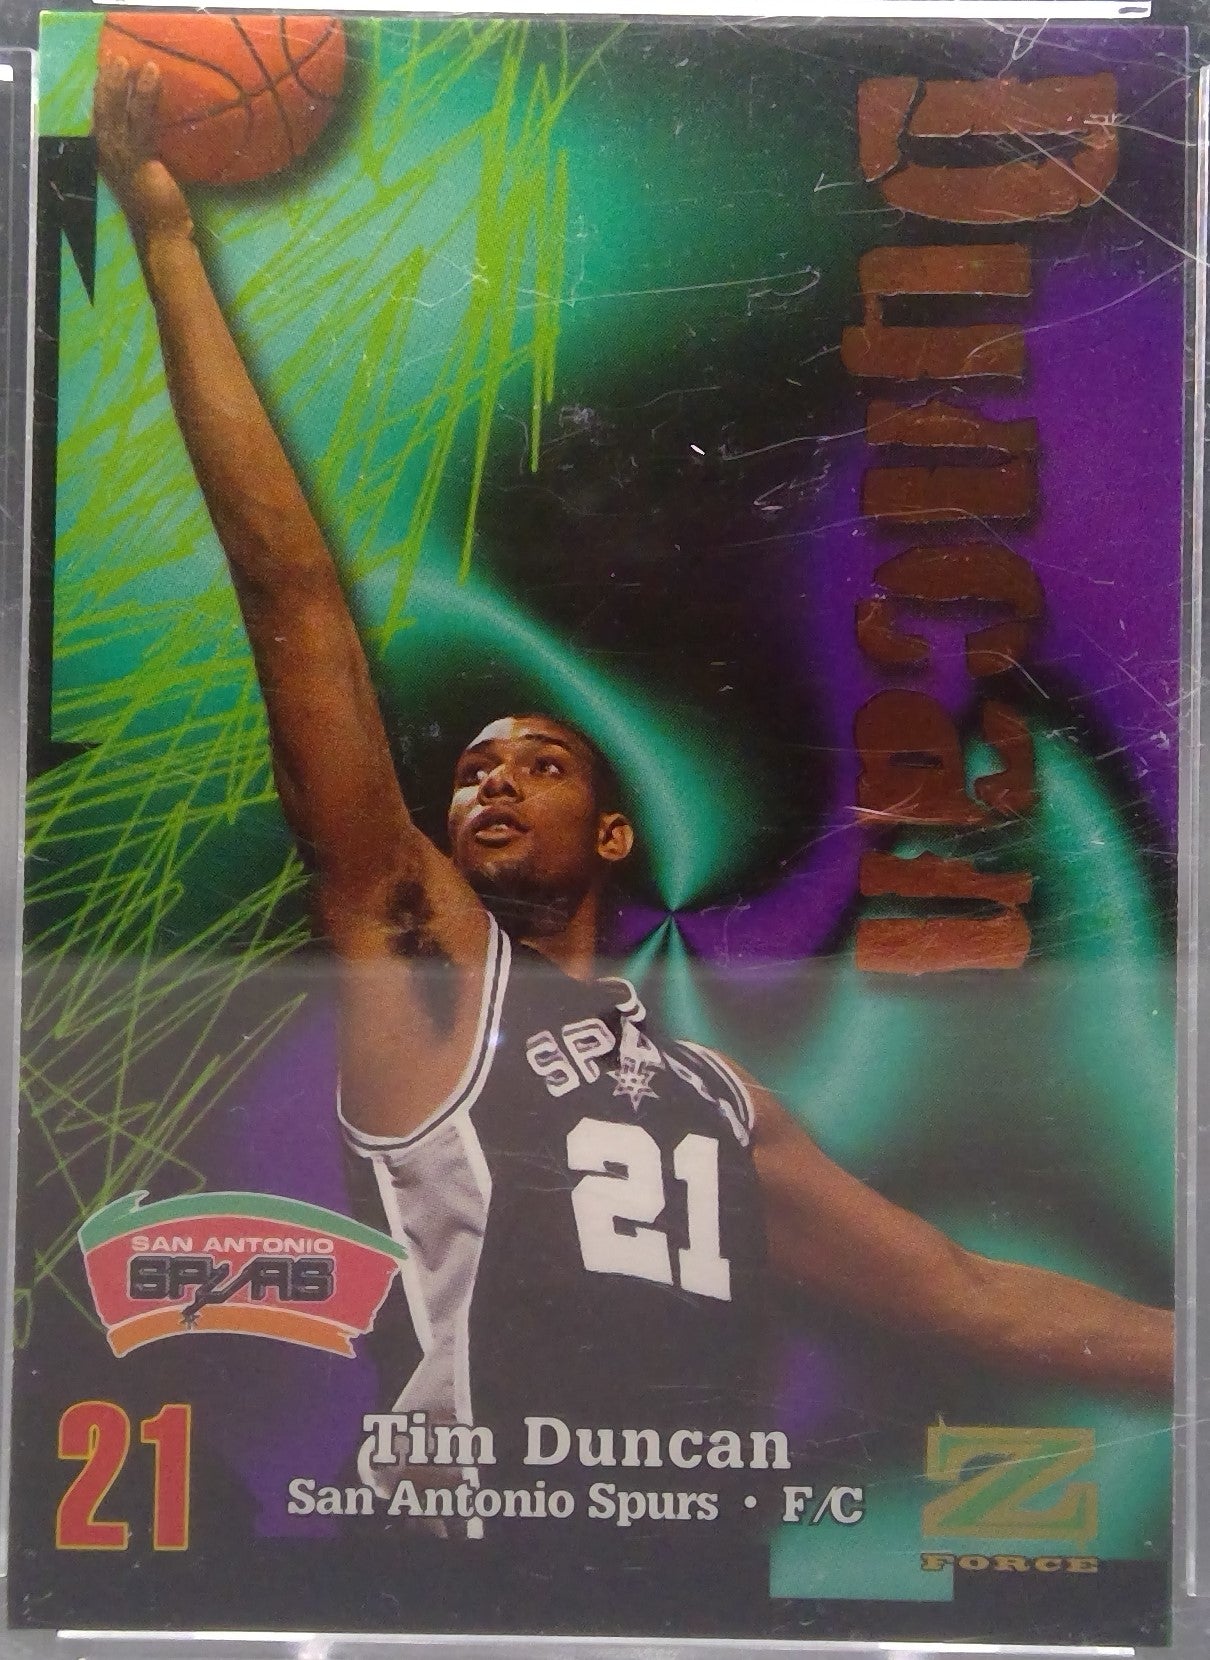 Duncan
SPURS
21
SAN ANTONIO
SPURS
21
Tim Duncan
San Antonio Spurs • F/C
Z
FORCE